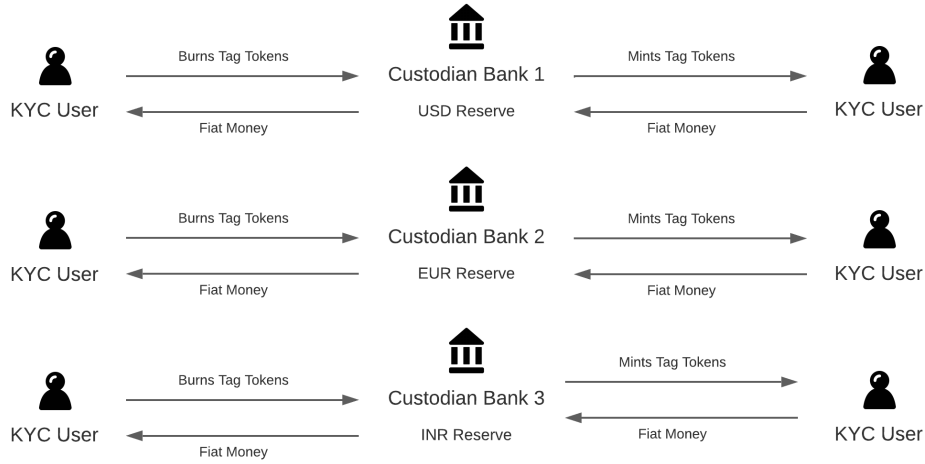 Burns Tag Tokens
Mints Tag Tokens
Custodian Bank 1
KYC User
USD Reserve
KYC User
Fiat Money
Fiat Money
Burns Tag Tokens
Mints Tag Tokens
Custodian Bank 2
KYC User
EUR Reserve
KYC User
Fiat Money
Fiat Money
Mints Tag Tokens
Burns Tag Tokens
Custodian Bank 3
KYC User
INR Reserve
Fiat Money
KYC User
Fiat Money